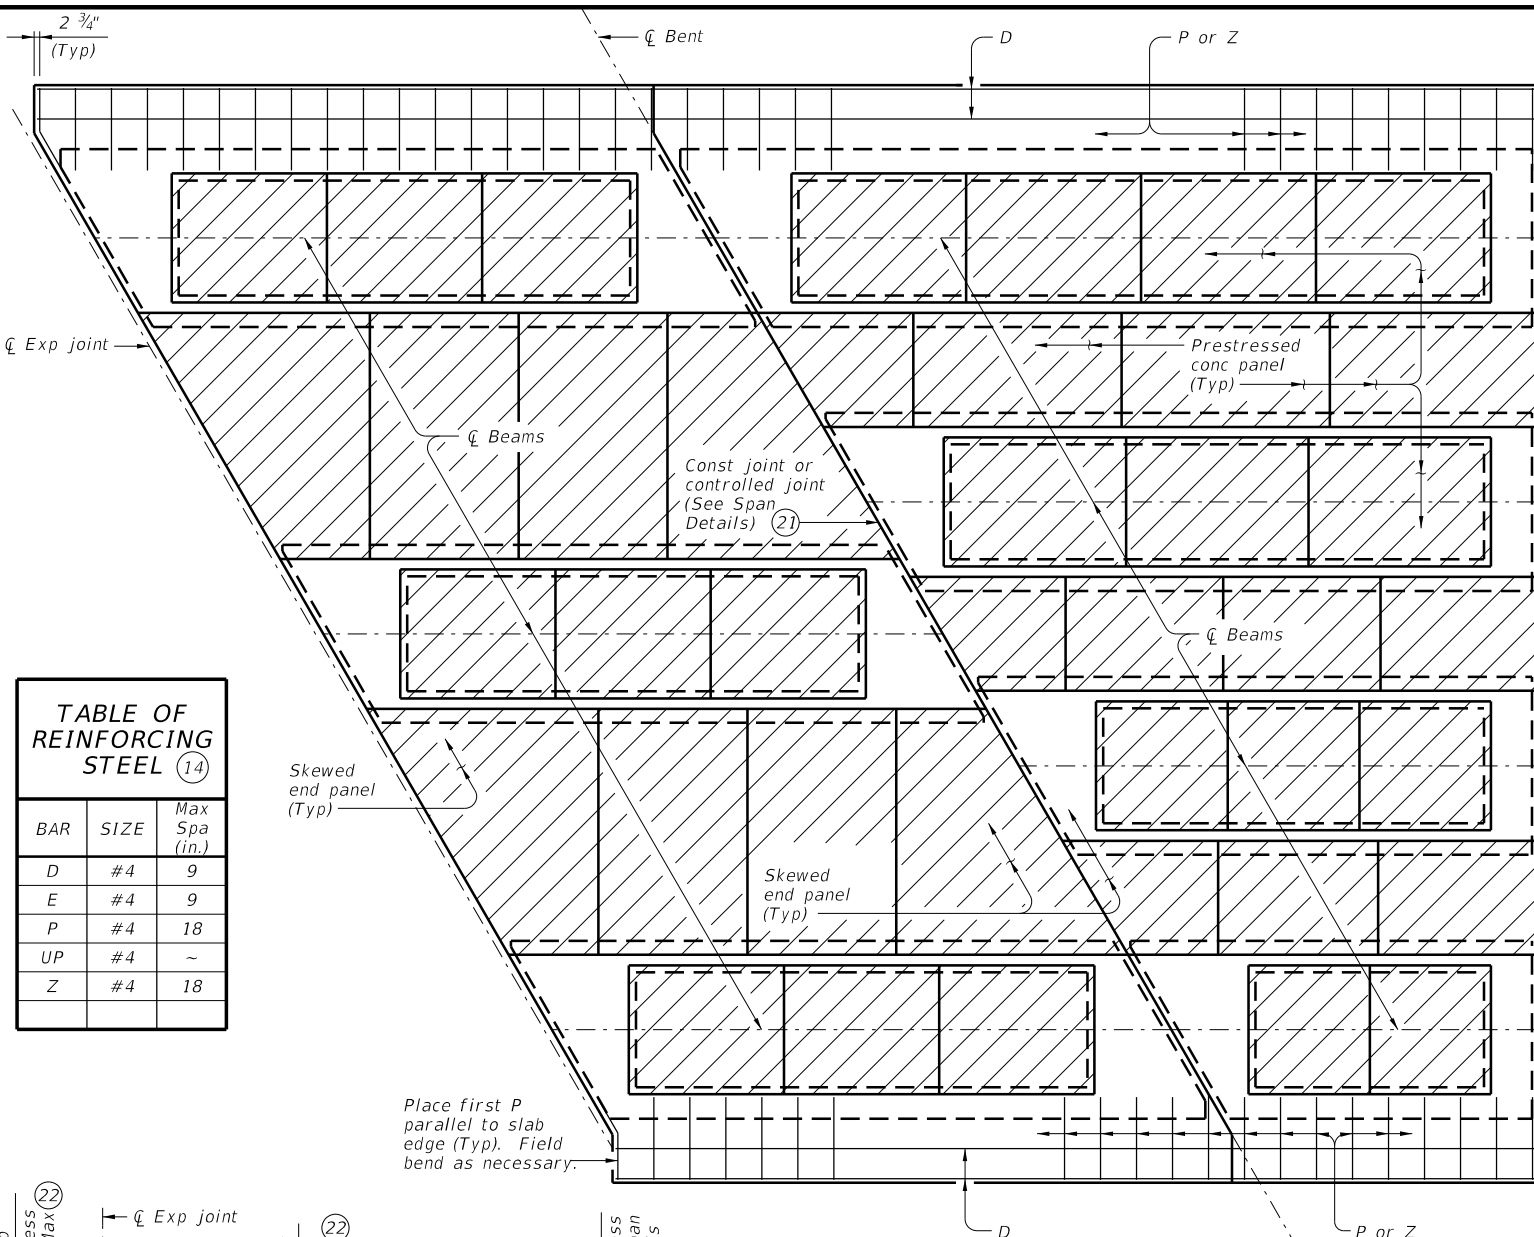 2 ¾"
(Typ)
℄ Bent
D
P or Z
℄ Exp joint
Prestressed
conc panel
(Typ)
℄ Beams
Const joint or
controlled joint
(See Span
Details) 21
℄ Beams
TABLE OF
REINFORCING
STEEL 14
BAR SIZE Max Spa (in.)
D #4 9
E #4 9
P #4 18
UP #4 ~
Z #4 18
Skewed
end panel
(Typ)
Skewed
end panel
(Typ)
Place first P
parallel to slab
edge (Typ). Field
bend as necessary.
22
℄ Exp joint
22
D
P or Z